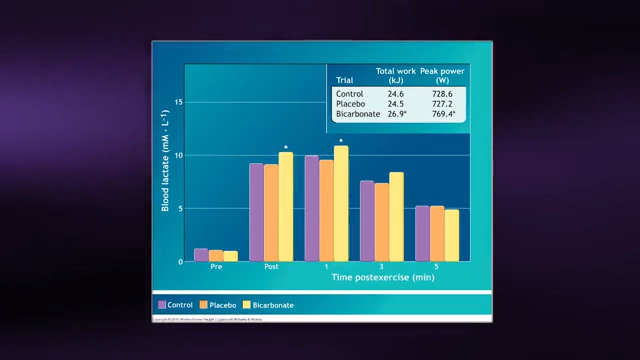 Total work Peak power
Trial (kJ) (W)
Control 24.6 728.6
Placebo 24.5 727.2
Bicarbonate 26.9* 769.4*
Blood lactate (mM · L-1)
15
10
5
0
* *
Pre Post 1 3 5
Time postexercise (min)
Control Placebo Bicarbonate